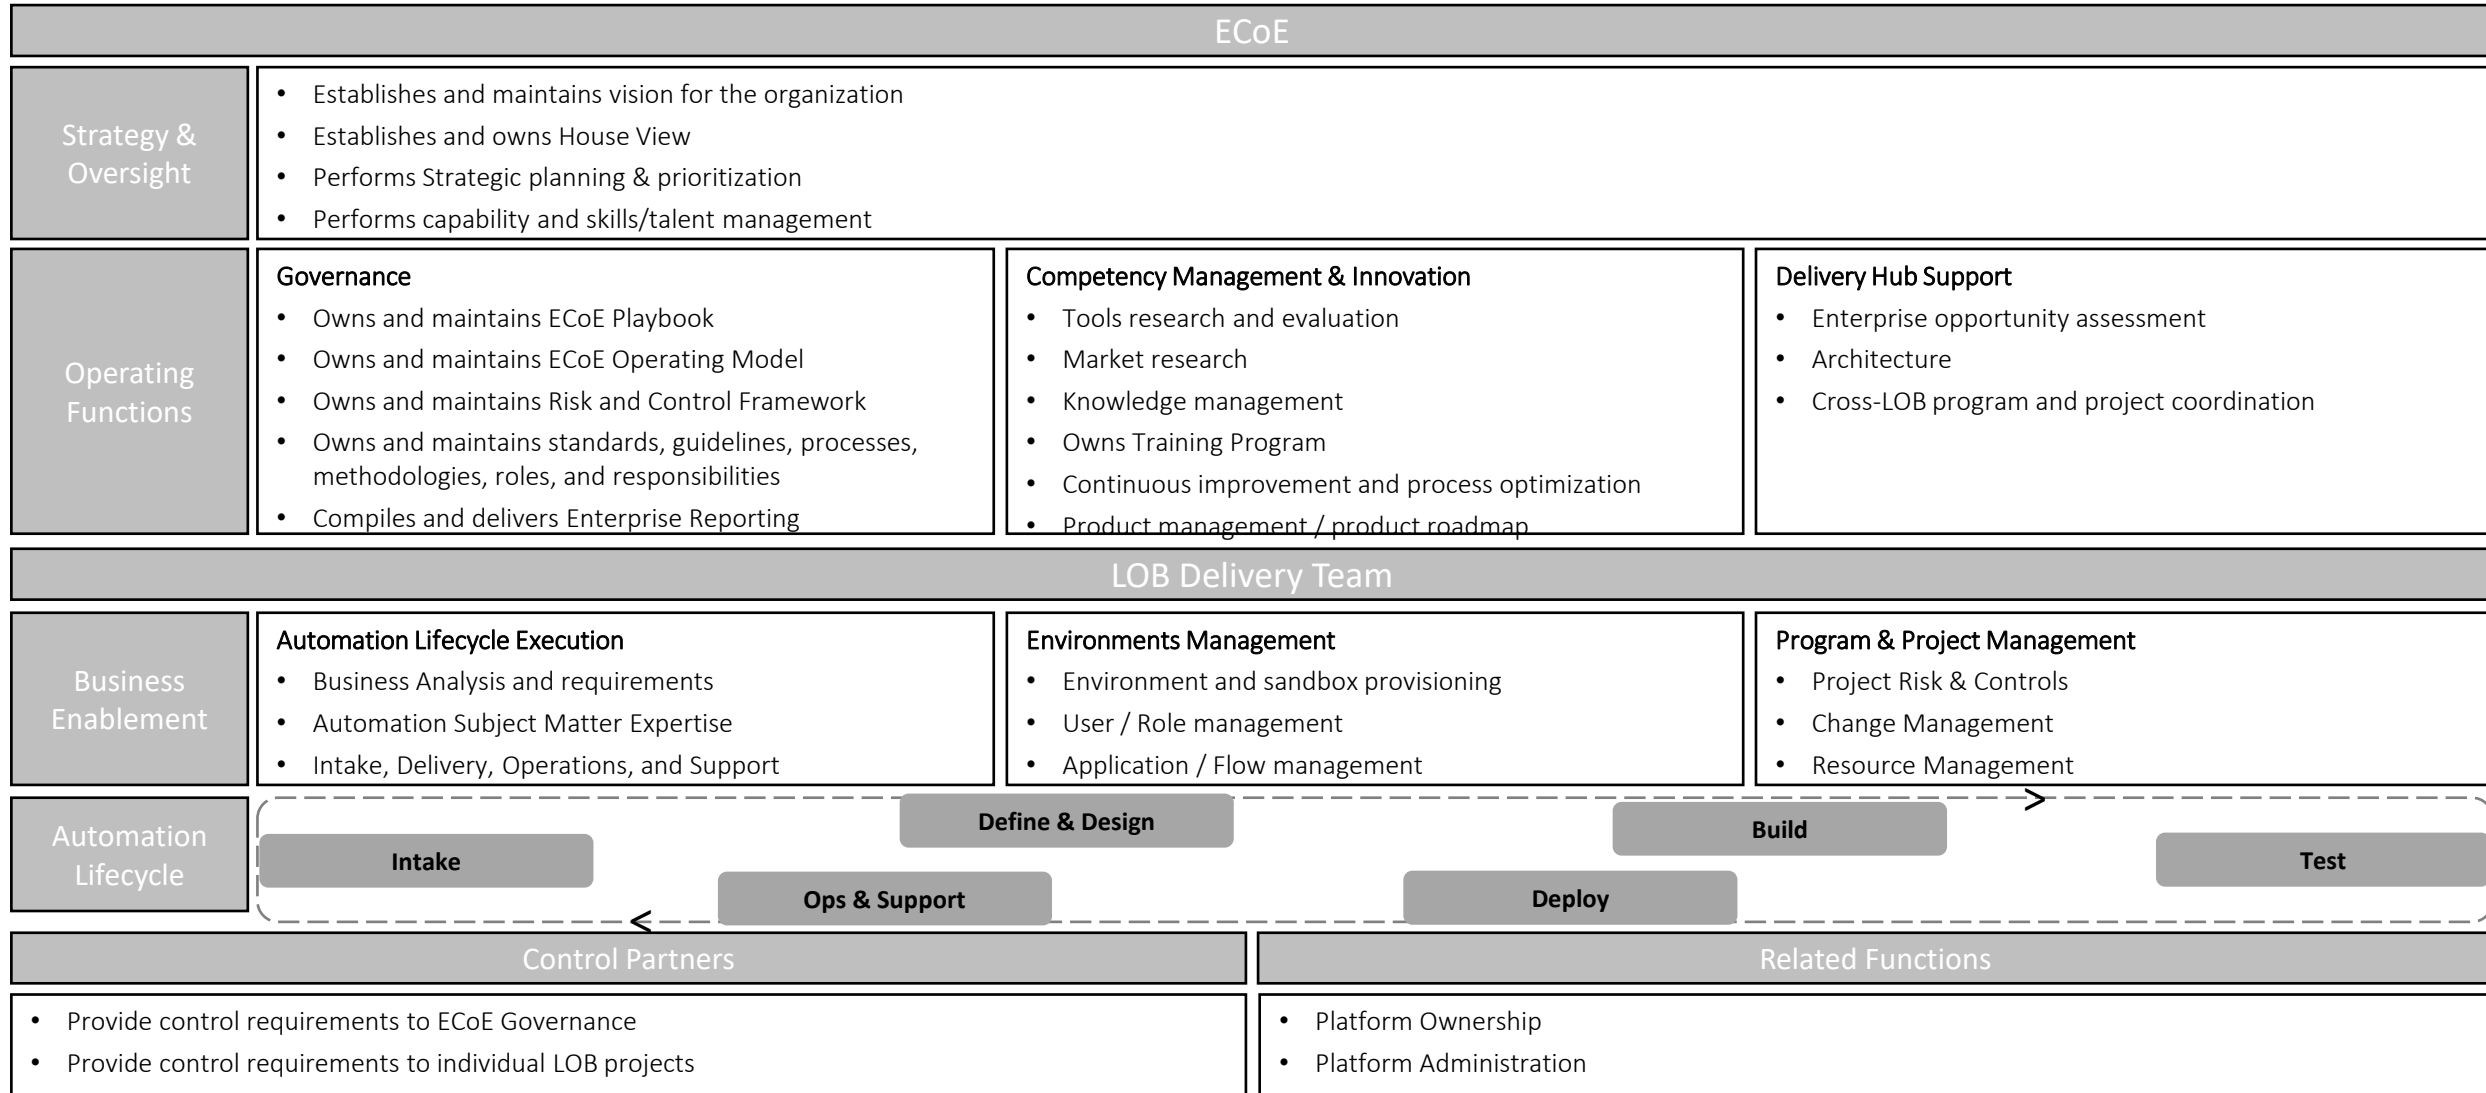 ECoE
Strategy &
Oversight
• Establishes and maintains vision for the organization
• Establishes and owns House View
• Performs Strategic planning & prioritization
• Performs capability and skills/talent management
Operating
Functions
Governance
• Owns and maintains ECoE Playbook
• Owns and maintains ECoE Operating Model
• Owns and maintains Risk and Control Framework
• Owns and maintains standards, guidelines, processes,
methodologies, roles, and responsibilities
• Compiles and delivers Enterprise Reporting
Competency Management & Innovation
• Tools research and evaluation
• Market research
• Knowledge management
• Owns Training Program
• Continuous improvement and process optimization
• Product management / product roadmap
Delivery Hub Support
• Enterprise opportunity assessment
• Architecture
• Cross-LOB program and project coordination
LOB Delivery Team
Business
Enablement
Automation Lifecycle Execution
• Business Analysis and requirements
• Automation Subject Matter Expertise
• Intake, Delivery, Operations, and Support
Environments Management
• Environment and sandbox provisioning
• User / Role management
• Application / Flow management
Program & Project Management
• Project Risk & Controls
• Change Management
• Resource Management
Automation
Lifecycle
Intake
Define & Design
Build
>
Test
Deploy
Ops & Support
<
Control Partners
• Provide control requirements to ECoE Governance
• Provide control requirements to individual LOB projects
Related Functions
• Platform Ownership
• Platform Administration